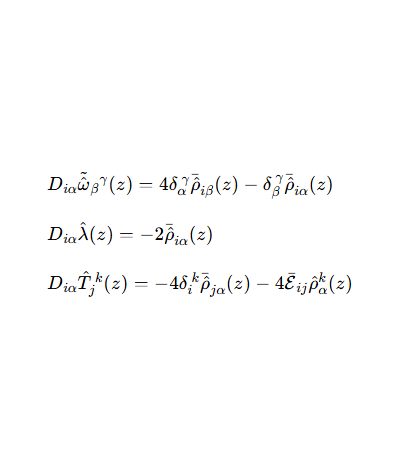 $D_{i\alpha}\tilde{\hat{\omega}}_{\beta}{}^{\gamma}(z) = 4\delta_{\alpha}^{\,\gamma}\bar{\hat{\rho}}_{i\beta}(z) - \delta_{\beta}^{\,\gamma}\bar{\hat{\rho}}_{i\alpha}(z)$
$D_{i\alpha}\hat{\lambda}(z) = -2\bar{\hat{\rho}}_{i\alpha}(z)$
$D_{i\alpha}\hat{T}_{j}^{\,k}(z) = -4\delta_{i}^{\,k}\bar{\hat{\rho}}_{j\alpha}(z) - 4\bar{\mathcal{E}}_{ij}\hat{\rho}_{\alpha}^{k}(z)$